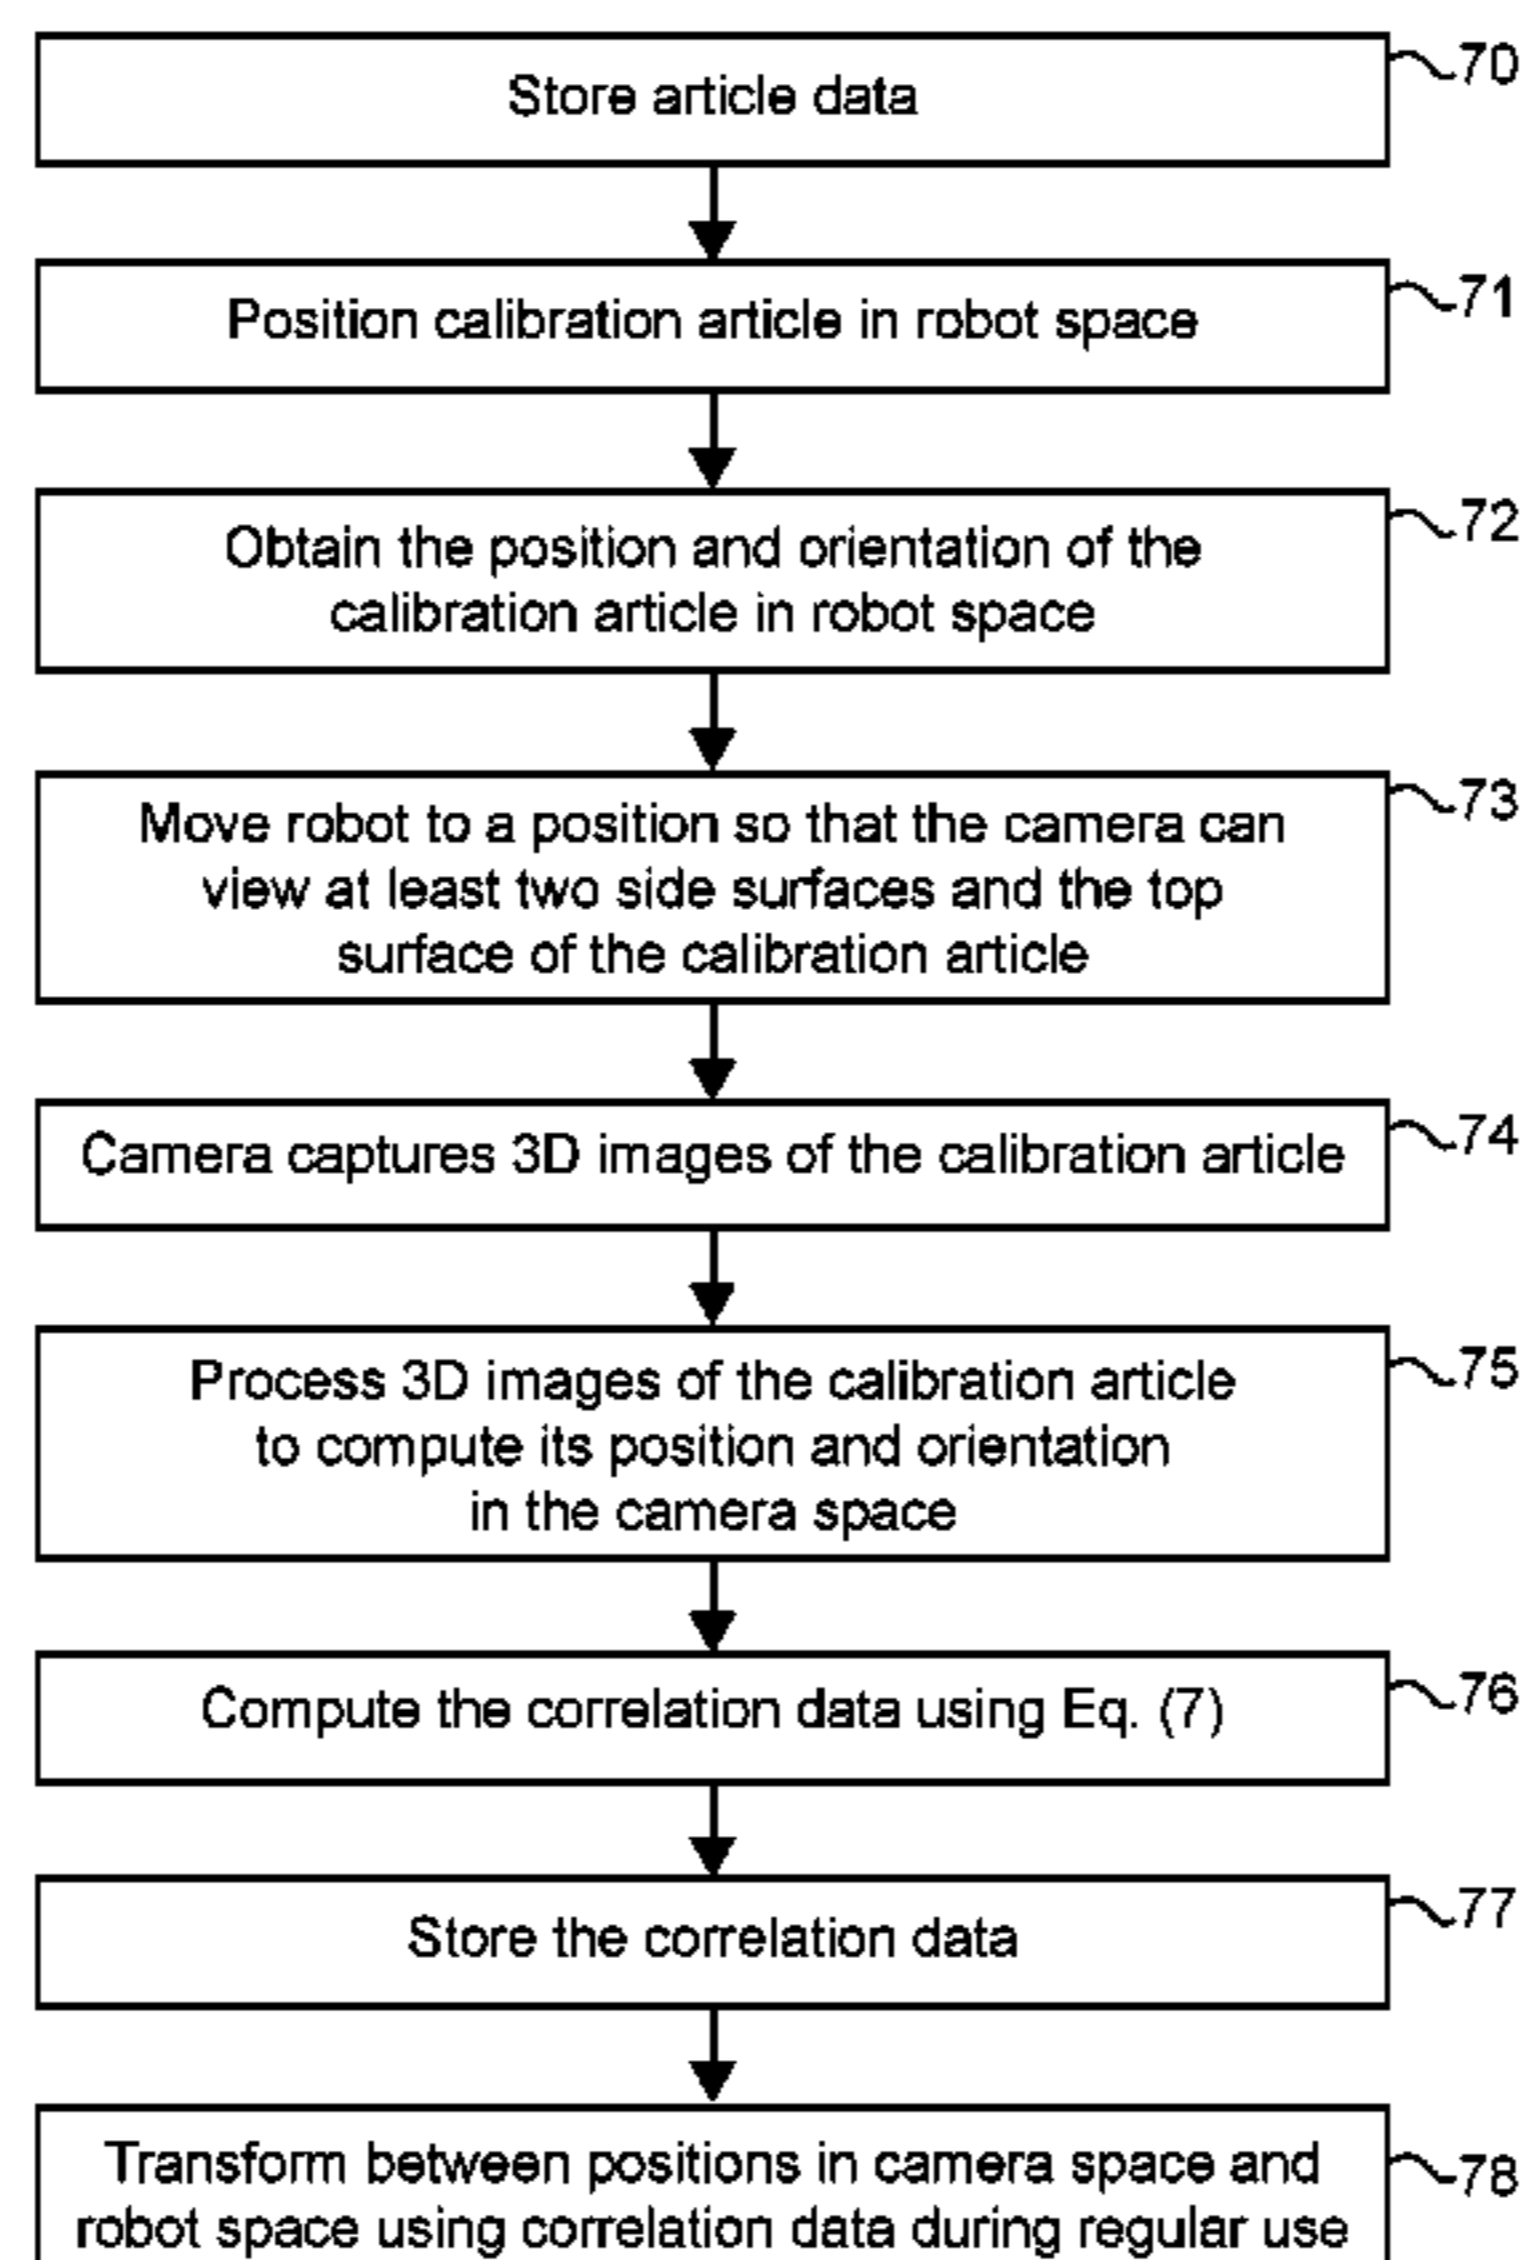 Store article data
70
Position calibration article in robot space
71
Obtain the position and orientation of the
calibration article in robot space
72
Move robot to a position so that the camera can
view at least two side surfaces and the top
surface of the calibration article
73
Camera captures 3D images of the calibration article
74
Process 3D images of the calibration article
to compute its position and orientation
in the camera space
75
Compute the correlation data using Eq. (7)
76
Store the correlation data
77
Transform between positions in camera space and
robot space using correlation data during regular use
78